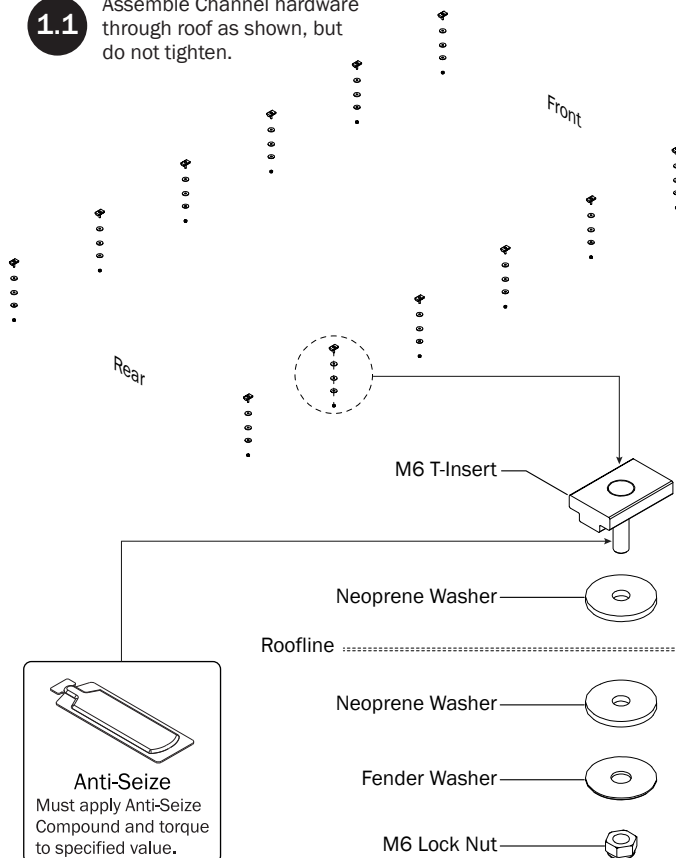 1.1
Assemble Channel hardware
through roof as shown, but
do not tighten.
Front
Rear
M6 T-Insert
Neoprene Washer
Roofline
Neoprene Washer
Fender Washer
M6 Lock Nut
Anti-Seize
Must apply Anti-Seize
Compound and torque
to specified value.